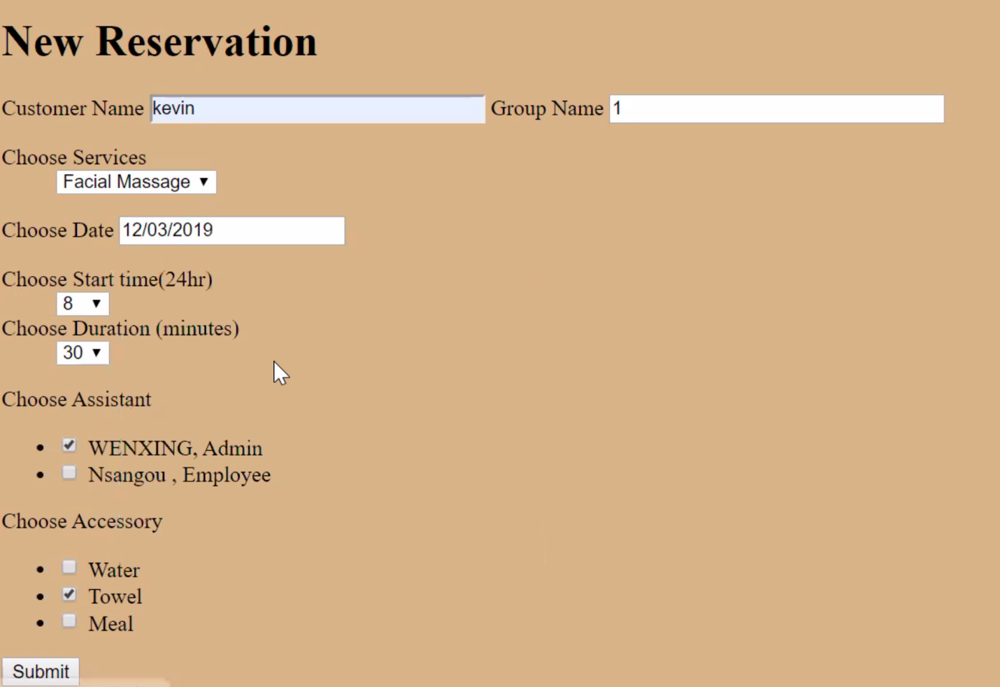 New Reservation
Customer Name kevin Group Name 1
Choose Services
Facial Massage
Choose Date 12/03/2019
Choose Start time(24hr)
8
Choose Duration (minutes)
30
Choose Assistant
WENXING, Admin
Nsangou , Employee
Choose Accessory
Water
Towel
Meal
Submit